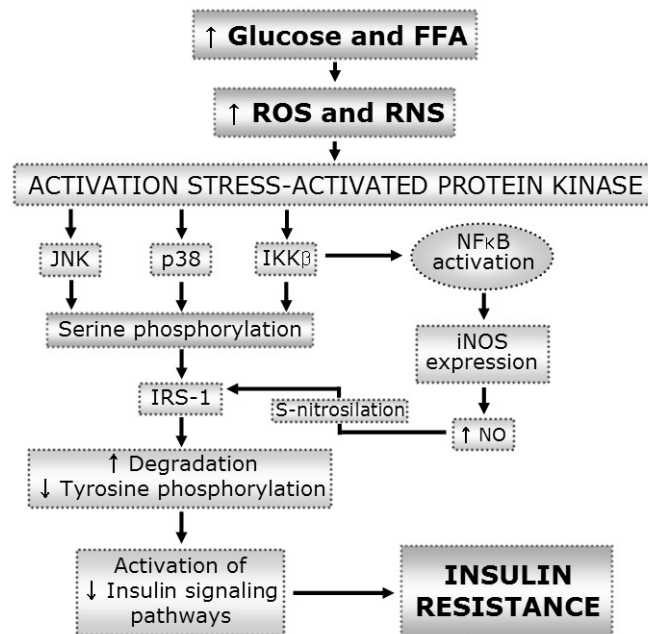 ↑ Glucose and FFA
↑ ROS and RNS
ACTIVATION STRESS-ACTIVATED PROTEIN KINASE
JNK
p38
IKKβ
NFκB
activation
Serine phosphorylation
iNOS
expression
IRS-1
S-nitrosilation
↑ NO
↑ Degradation
↓ Tyrosine phosphorylation
Activation of
↓ Insulin signaling
pathways
INSULIN
RESISTANCE